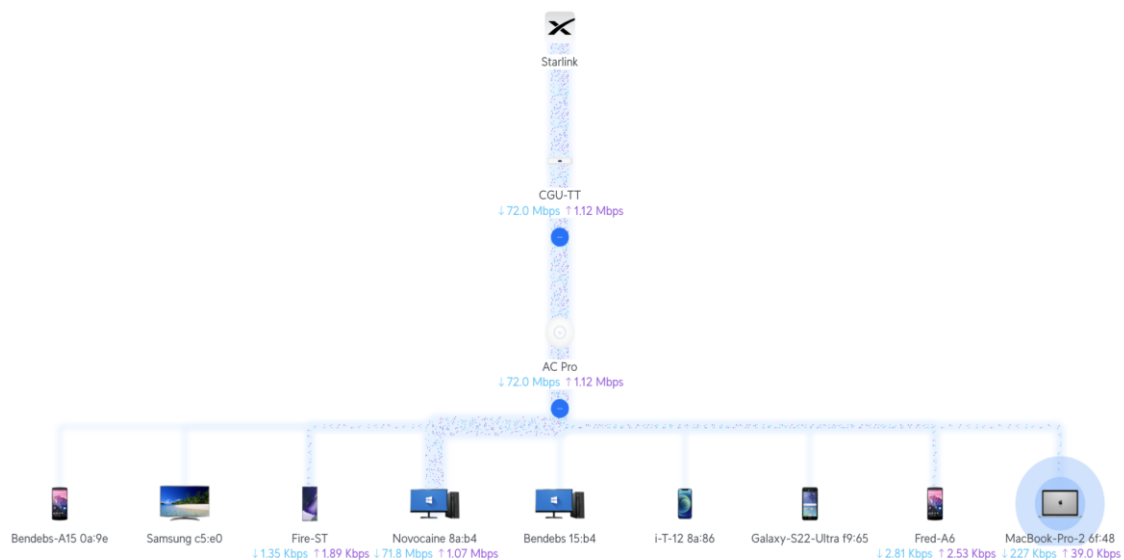 Starlink
CGU-TT
↓72.0 Mbps ↑1.12 Mbps
AC Pro
↓72.0 Mbps ↑1.12 Mbps
Bendebs-A15 0a:9e
Samsung c5:e0
Fire-ST
↓1.35 Kbps ↑1.89 Kbps
Novocaine 8a:b4
↓71.8 Mbps ↑1.07 Mbps
Bendebs 15:b4
i-T-12 8a:86
Galaxy-S22-Ultra f9:65
Fred-A6
↓2.81 Kbps ↑2.53 Kbps
MacBook-Pro-2 6f:48
↓227 Kbps ↑39.0 Kbps